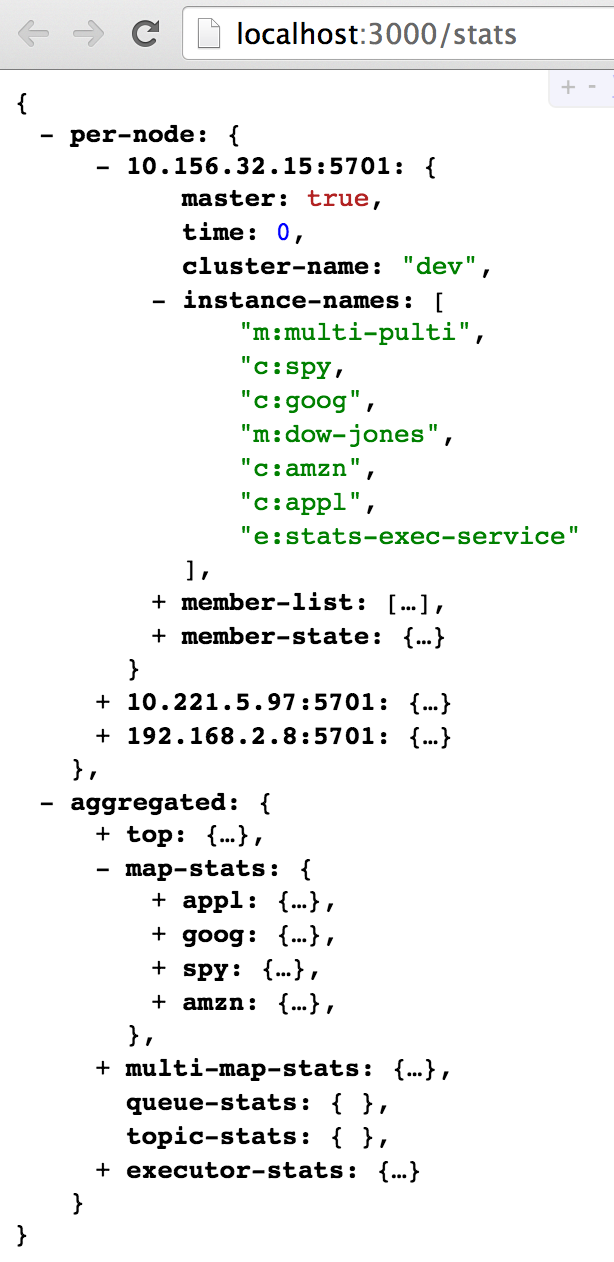 localhost:3000/stats
+ -
{
- per-node: {
- 10.156.32.15:5701: {
master: true,
time: 0,
cluster-name: "dev",
- instance-names: [
"m:multi-pulti",
"c:spy,
"c:goog",
"m:dow-jones",
"c:amzn",
"c:appl",
"e:stats-exec-service"
],
+ member-list: […],
+ member-state: {…}
}
+ 10.221.5.97:5701: {…}
+ 192.168.2.8:5701: {…}
},
- aggregated: {
+ top: {…},
- map-stats: {
+ appl: {…},
+ goog: {…},
+ spy: {…},
+ amzn: {…},
},
+ multi-map-stats: {…},
queue-stats: { },
topic-stats: { },
+ executor-stats: {…}
}
}